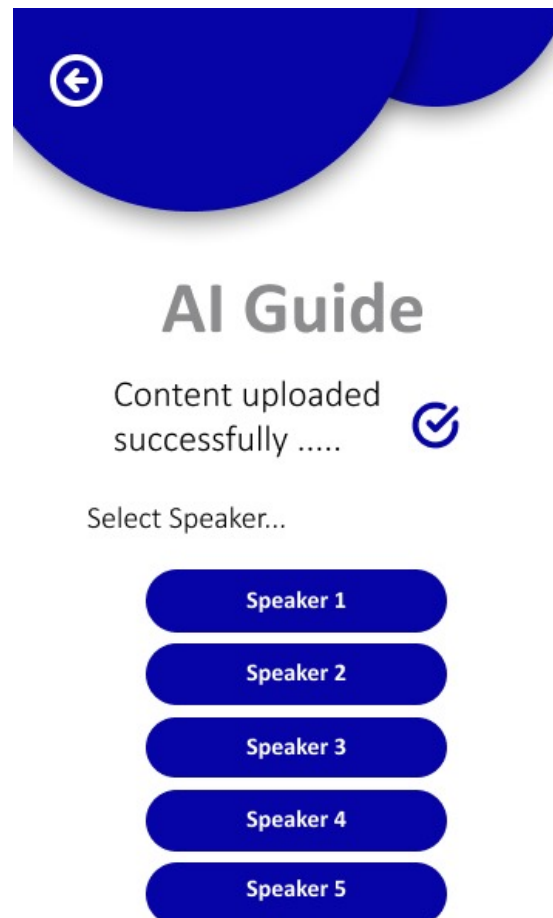 AI Guide
Content uploaded
successfully .....
Select Speaker...
Speaker 1
Speaker 2
Speaker 3
Speaker 4
Speaker 5